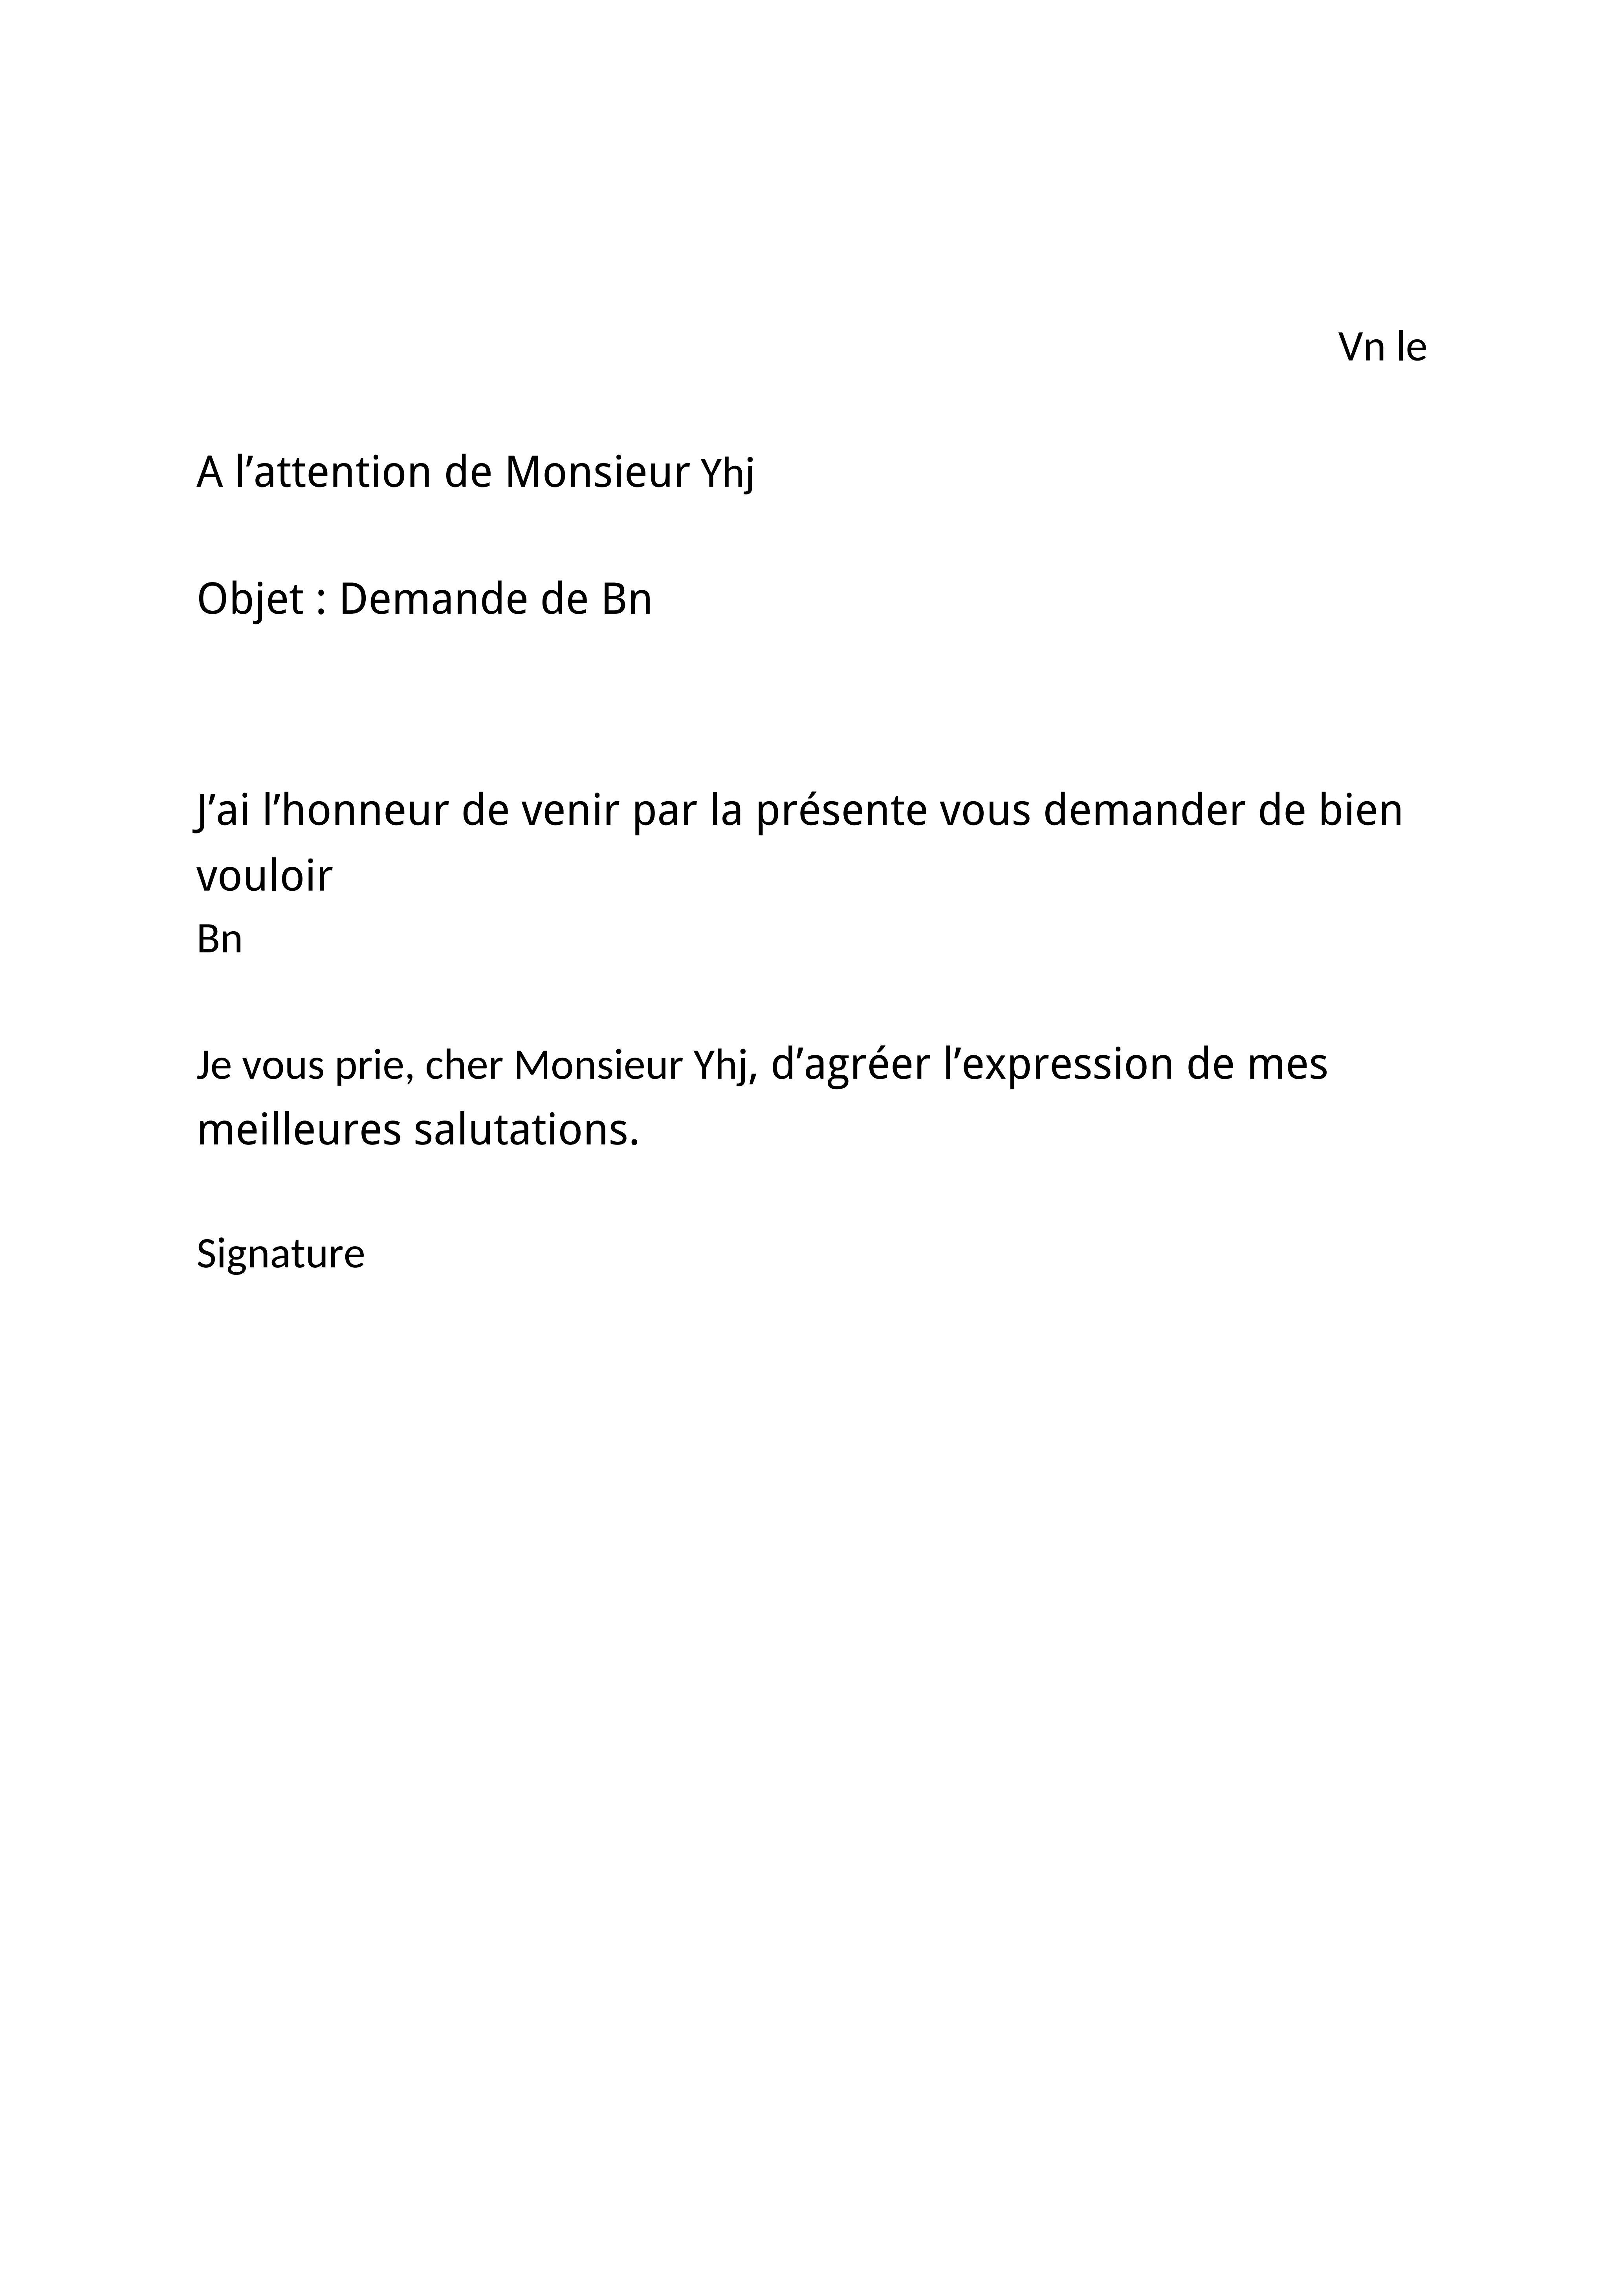 Vn le
A l’attention de Monsieur Yhj
Objet : Demande de Bn
J’ai l’honneur de venir par la présente vous demander de bien
vouloir
Bn
Je vous prie, cher Monsieur Yhj, d’agréer l’expression de mes
meilleures salutations.
Signature